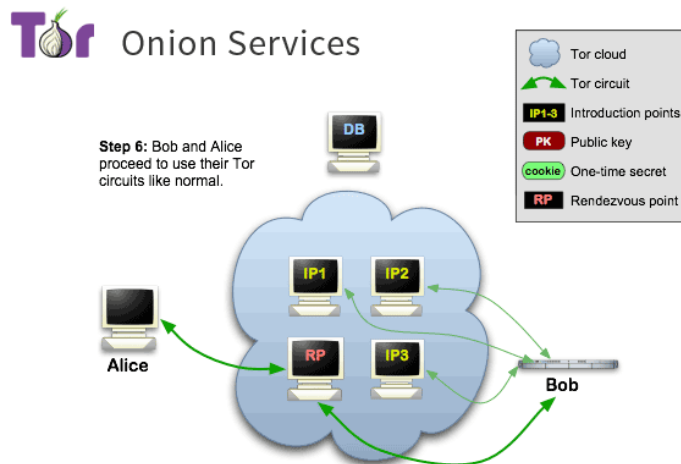 Tor Onion Services
Step 6: Bob and Alice
proceed to use their Tor
circuits like normal.
DB
Tor cloud
Tor circuit
IP1-3 Introduction points
PK Public key
cookie One-time secret
RP Rendezvous point
IP1 IP2
RP IP3
Alice
Bob